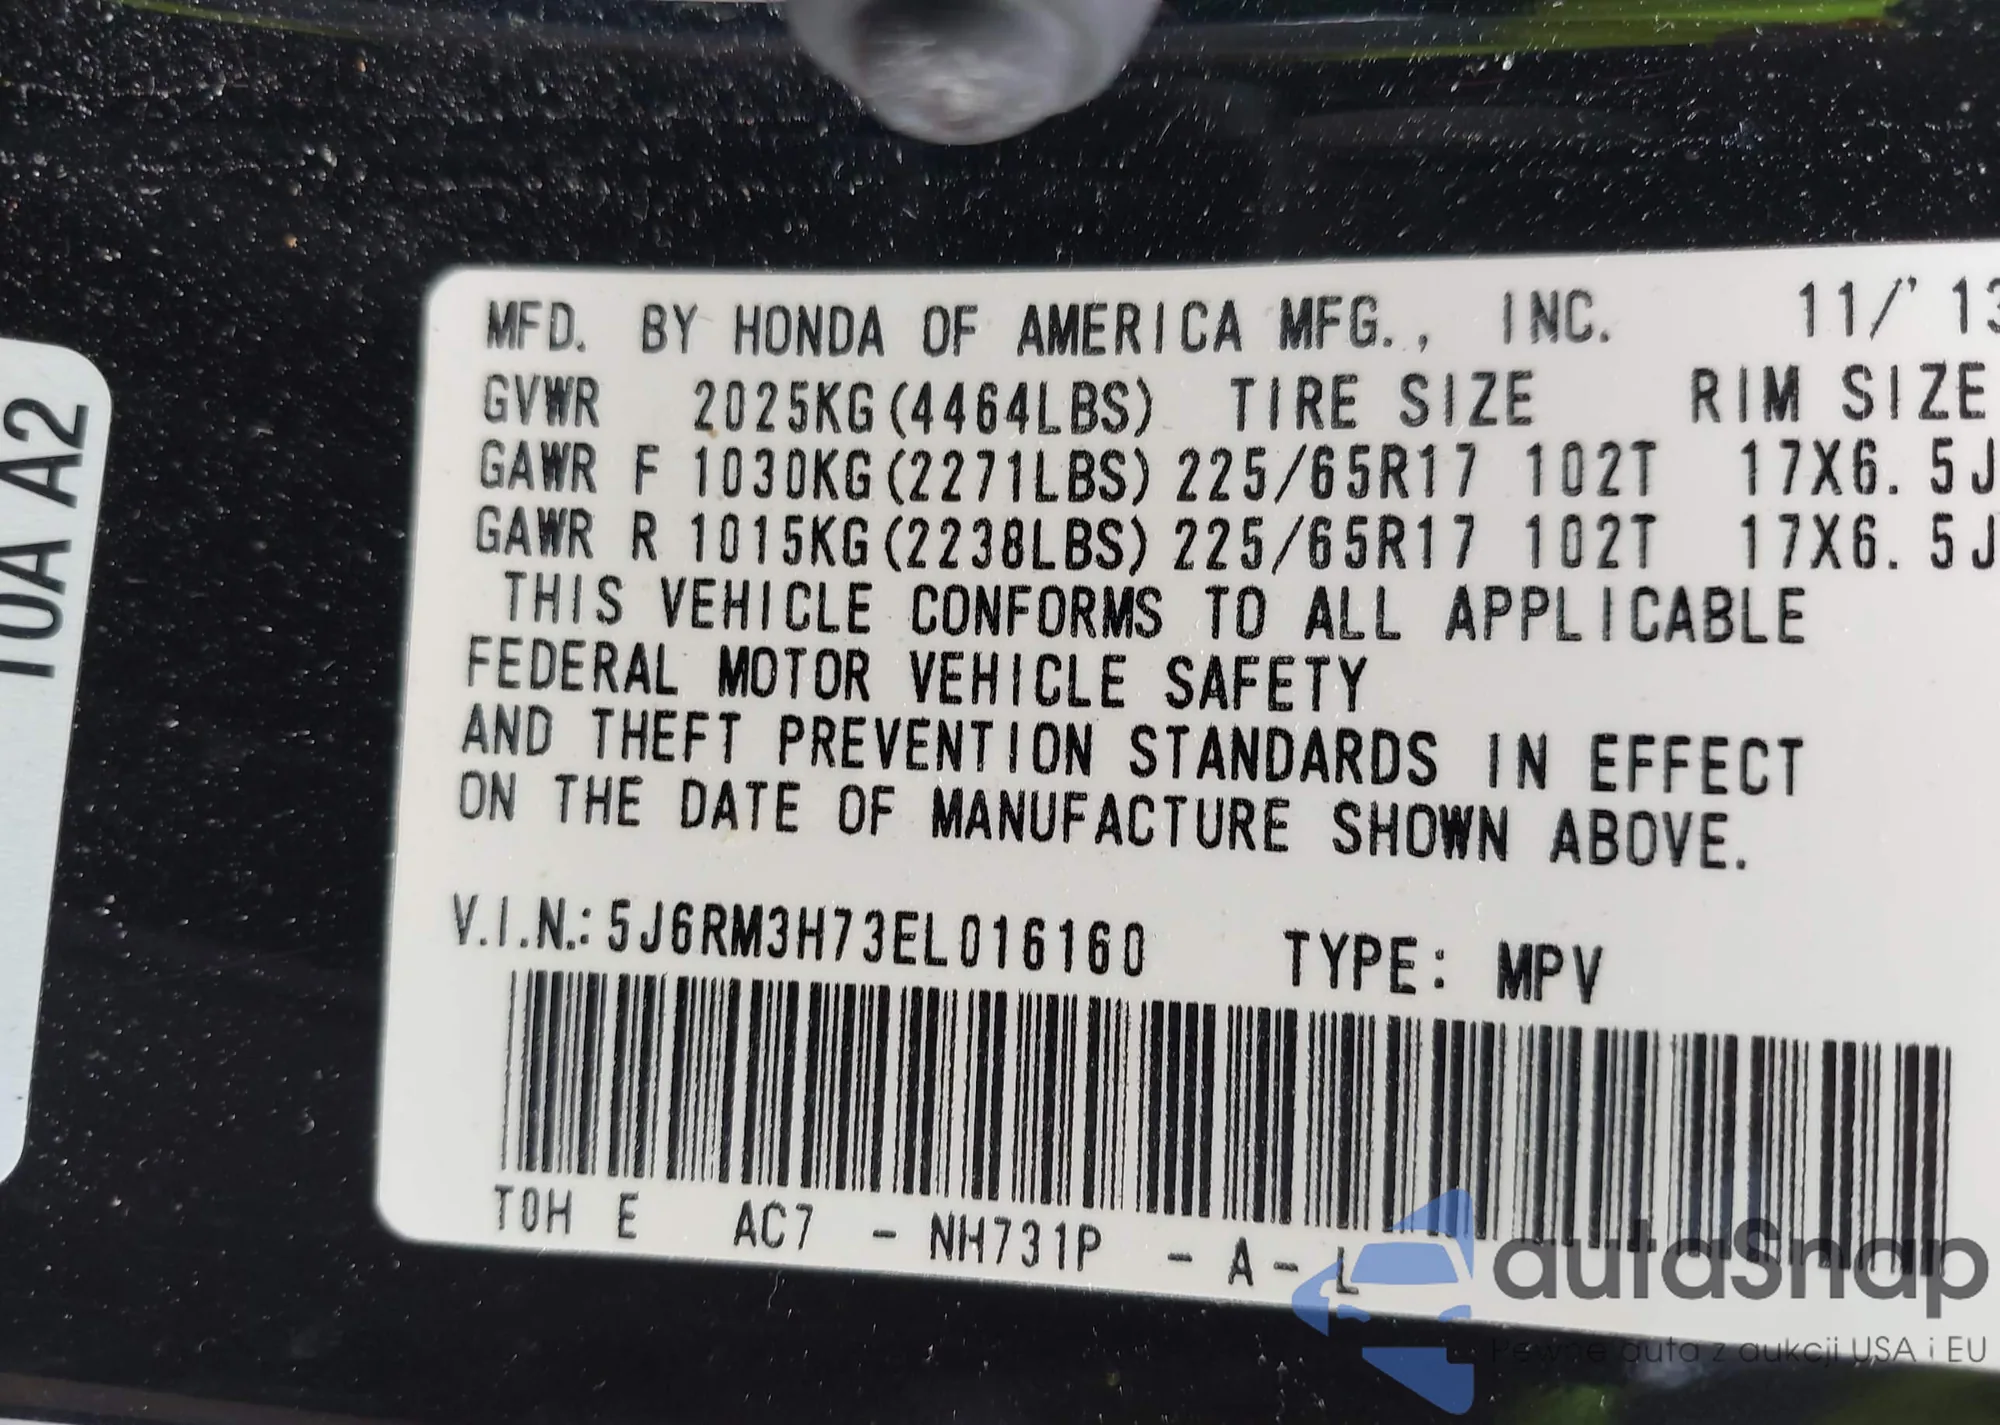 MFD. BY HONDA OF AMERICA MFG., INC. 11/'13
GVWR 2025KG(4464LBS) TIRE SIZE RIM SIZE
GAWR F 1030KG(2271LBS) 225/65R17 102T 17X6.5J
GAWR R 1015KG(2238LBS) 225/65R17 102T 17X6.5J
THIS VEHICLE CONFORMS TO ALL APPLICABLE
FEDERAL MOTOR VEHICLE SAFETY
AND THEFT PREVENTION STANDARDS IN EFFECT
ON THE DATE OF MANUFACTURE SHOWN ABOVE.
V.I.N.: 5J6RM3H73EL016160 TYPE: MPV
T0H E AC7 - NH731P - A - L
A2
autaSnap
Pewne auta z aukcji USA i EU